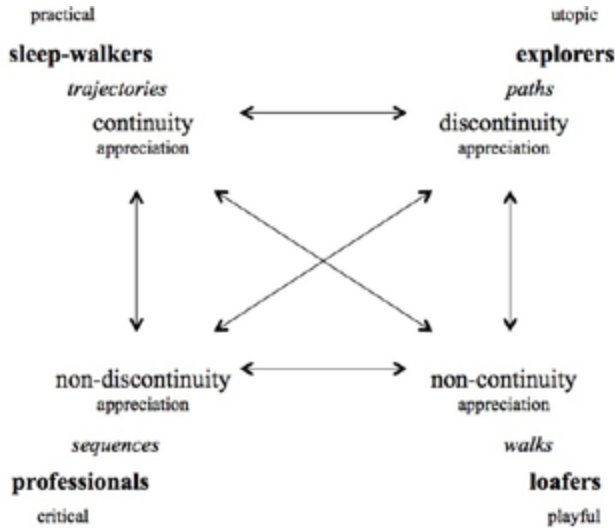 practical
sleep-walkers
trajectories
continuity
appreciation
utopic
explorers
paths
discontinuity
appreciation
non-discontinuity
appreciation
sequences
professionals
critical
non-continuity
appreciation
walks
loafers
playful